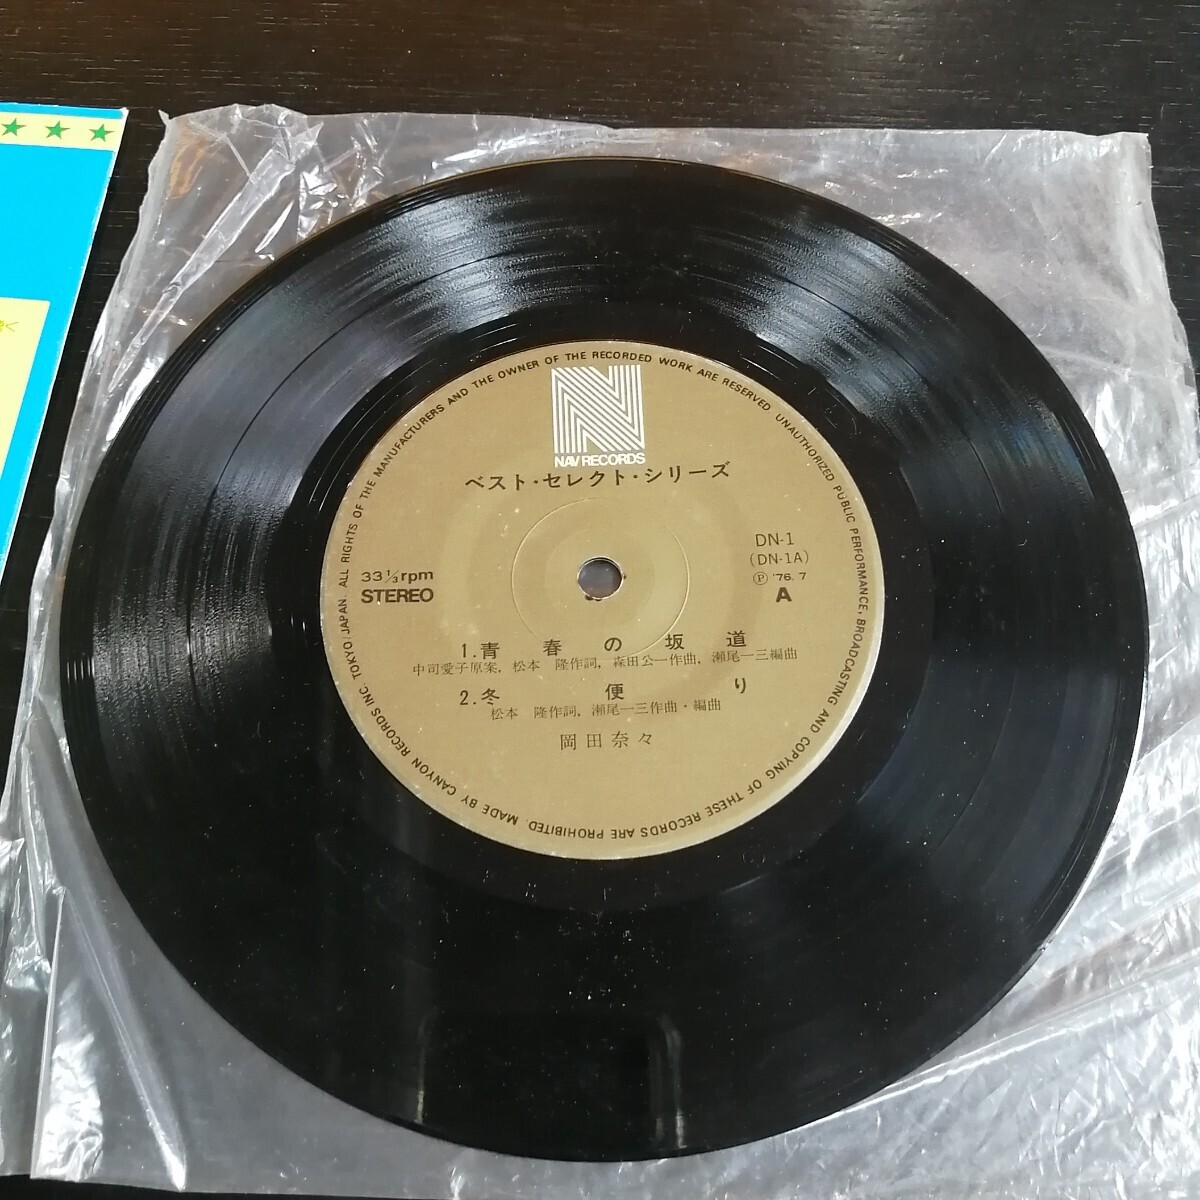 ALL RIGHTS OF THE MANUFACTURERS AND THE OWNER OF THE RECORDED WORK ARE RESERVED UNAUTHORIZED PUBLIC PERFORMANCE, BROADCASTING AND COPYING OF THESE RECORDS ARE PROHIBITED. MADE BY CANYON RECORDS INC. TOKYO/JAPAN.
N
NAV RECORDS
ベスト・セレクト・シリーズ
DN-1
(DN-1A)
33 1/3 rpm
Ⓟ '76. 7
STEREO
A
1.青春の坂道
中司愛子原案, 松本 隆作詞, 森田公一作曲, 瀬尾一三編曲
2.冬便り
松本 隆作詞, 瀬尾一三作曲・編曲
岡田奈々